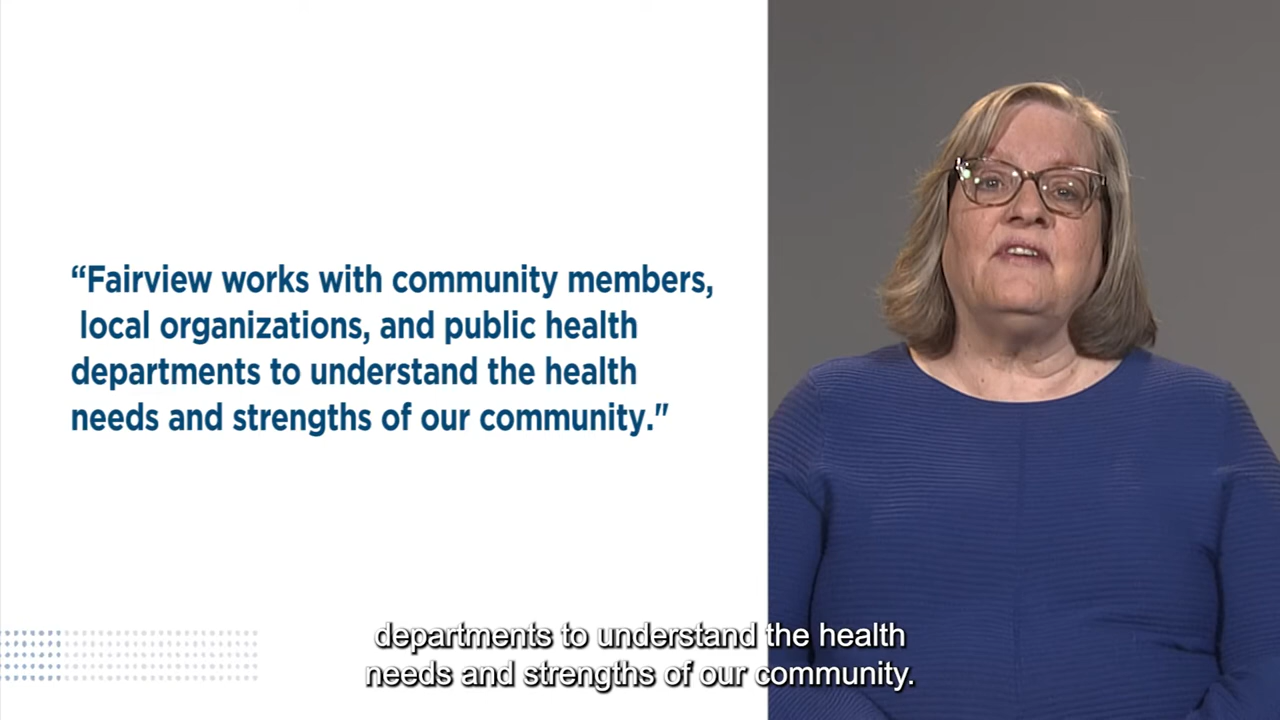 “Fairview works with community members,
local organizations, and public health
departments to understand the health
needs and strengths of our community."
departments to understand the health
needs and strengths of our community.